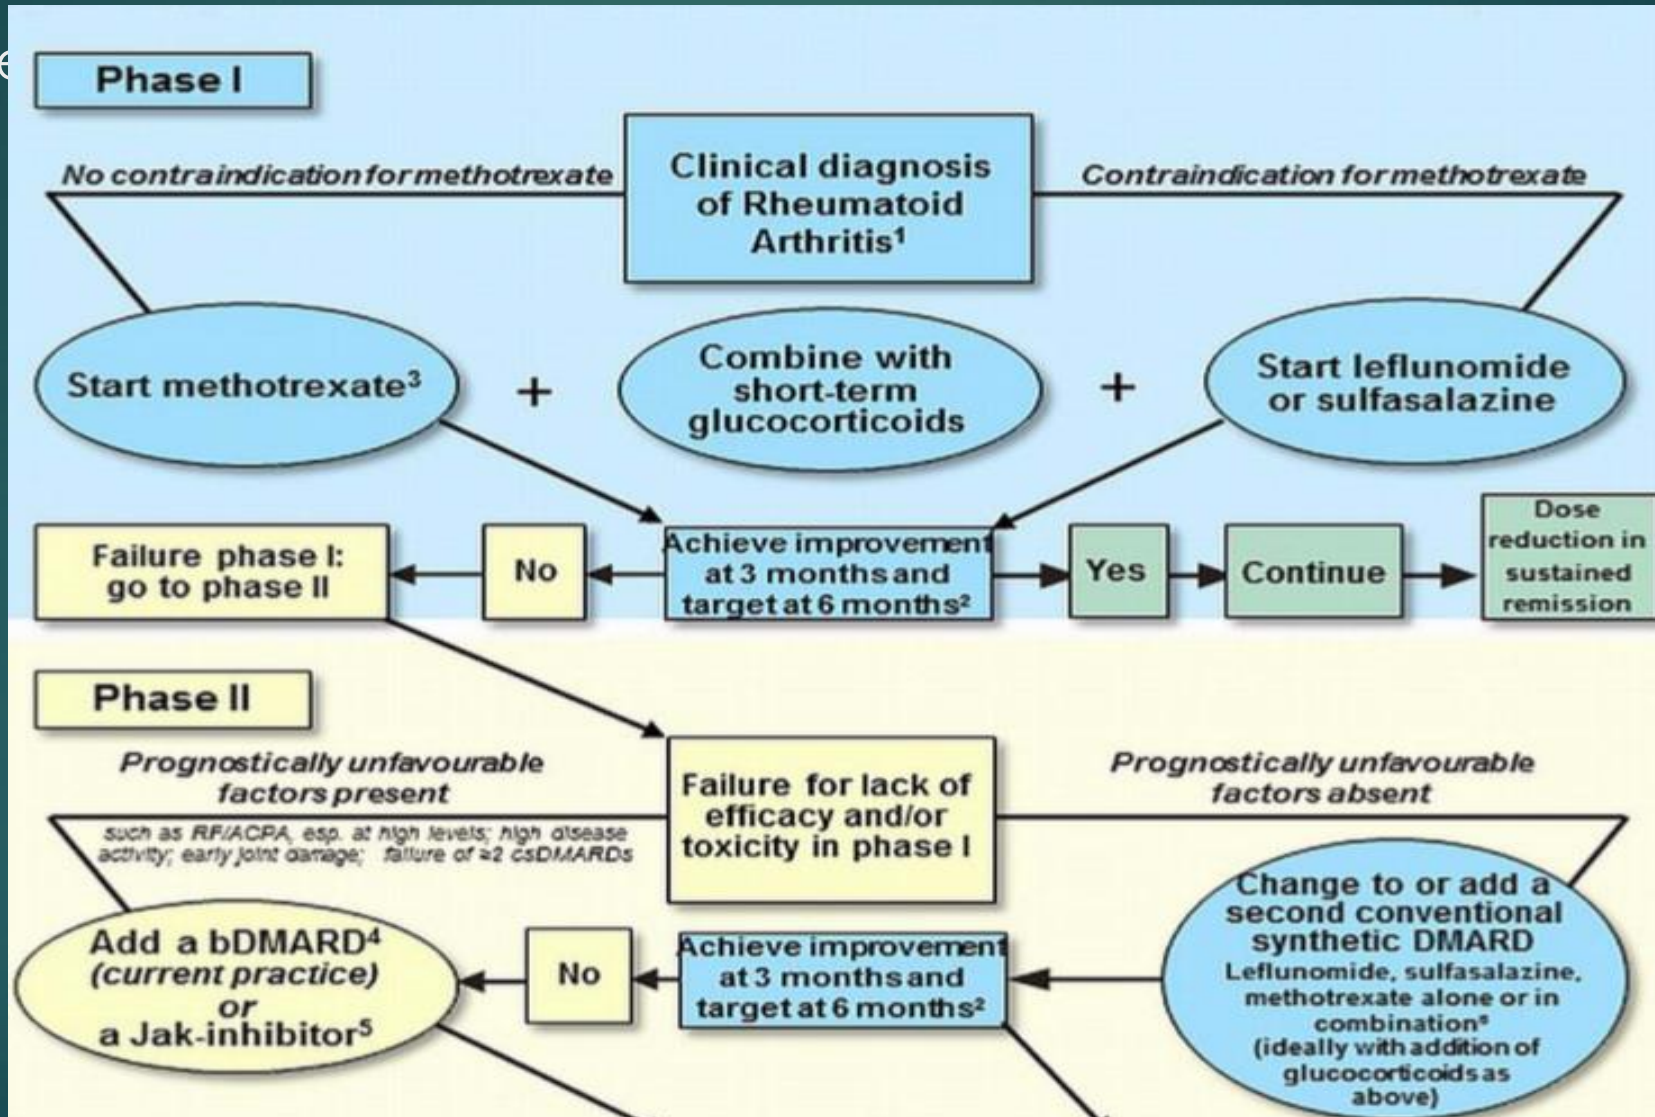 Phase I
Clinical diagnosis
of Rheumatoid
Arthritis¹
No contraindication for methotrexate
Contraindication for methotrexate
Start methotrexate³
+
Combine with
short-term
glucocorticoids
+
Start leflunomide
or sulfasalazine
Failure phase I:
go to phase II
No
Achieve improvement
at 3 months and
target at 6 months²
Yes
Continue
Dose
reduction in
sustained
remission
Phase II
Prognostically unfavourable
factors present
such as RF/ACPA, esp. at high levels; high disease
activity; early joint damage; failure of ≥2 csDMARDs
Failure for lack of
efficacy and/or
toxicity in phase I
Prognostically unfavourable
factors absent
Add a bDMARD⁴
(current practice)
or
a Jak-inhibitor⁵
No
Achieve improvement
at 3 months and
target at 6 months²
Change to or add a
second conventional
synthetic DMARD
Leflunomide, sulfasalazine,
methotrexate alone or in
combination
(ideally with addition of
glucocorticoids as
above)